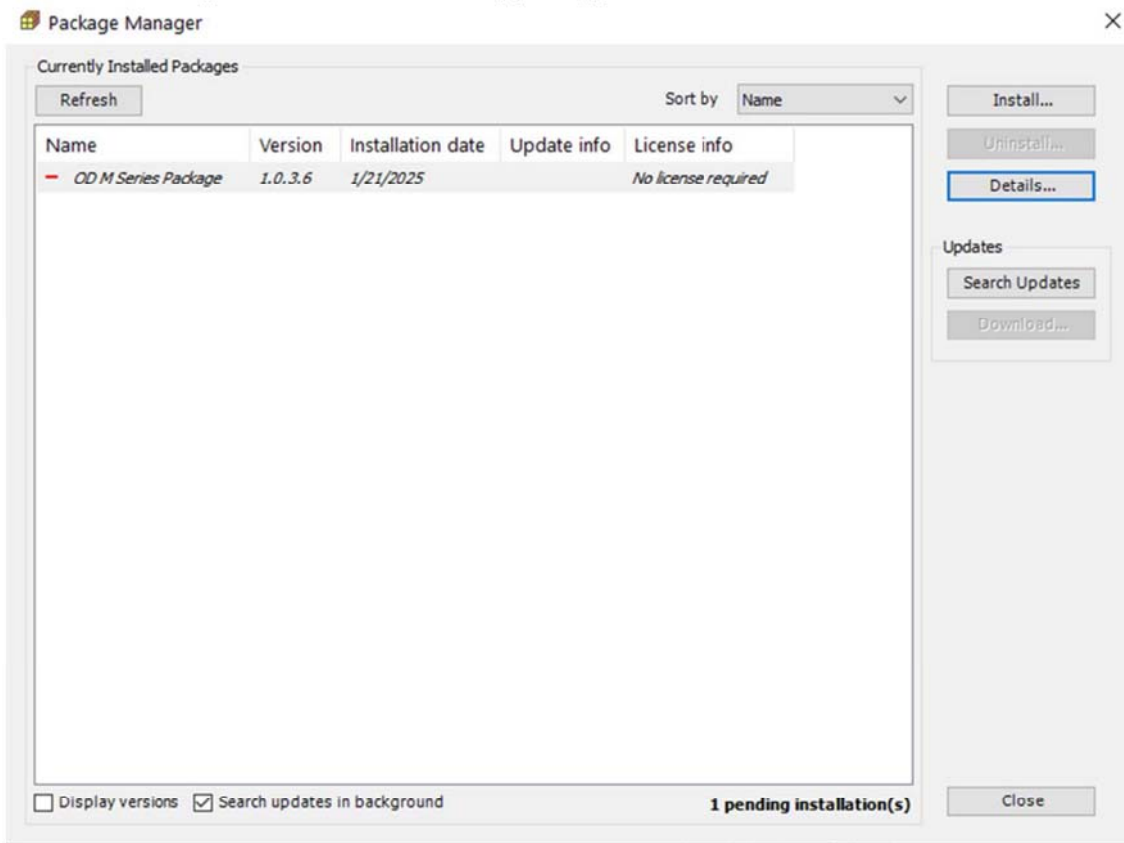 Package Manager
Currently Installed Packages
Refresh
Sort by Name
Install...
Name Version Installation date Update info License info
Uninstall...
OD M Series Package 1.0.3.6 1/21/2025 No license required
Details...
Updates
Search Updates
Download...
Display versions Search updates in background 1 pending installation(s)
Close